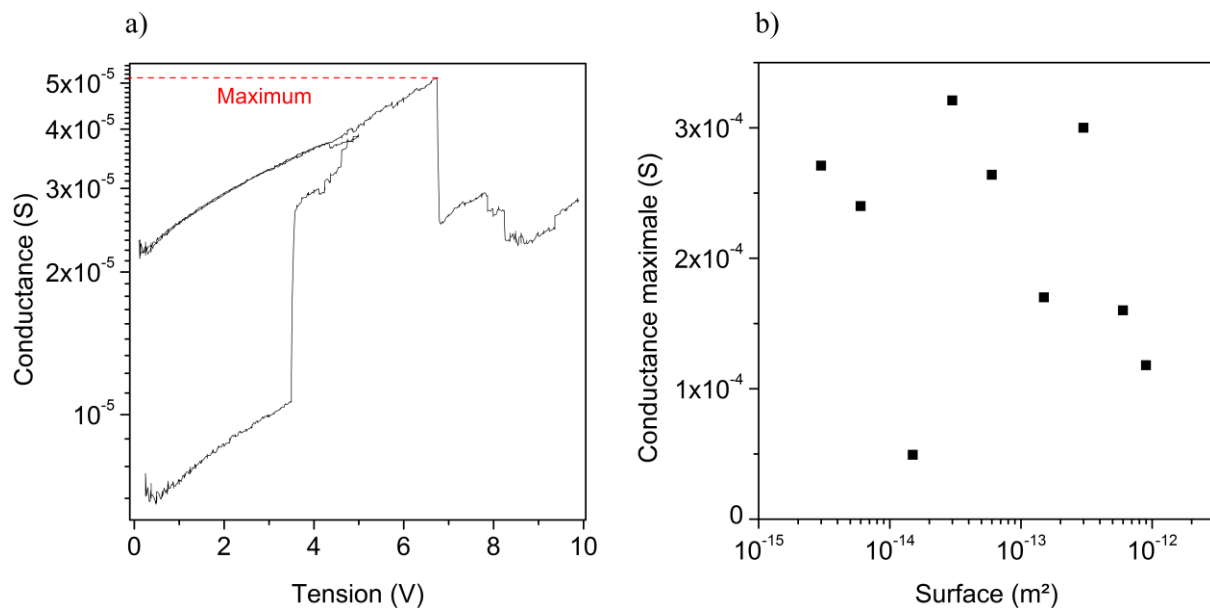 a)
5x10⁻⁵
Maximum
4x10⁻⁵
3x10⁻⁵
2x10⁻⁵
10⁻⁵
Conductance (S)
0 2 4 6 8 10
Tension (V)
b)
3x10⁻⁴
2x10⁻⁴
1x10⁻⁴
0
Conductance maximale (S)
10⁻¹⁵ 10⁻¹⁴ 10⁻¹³ 10⁻¹²
Surface (m²)